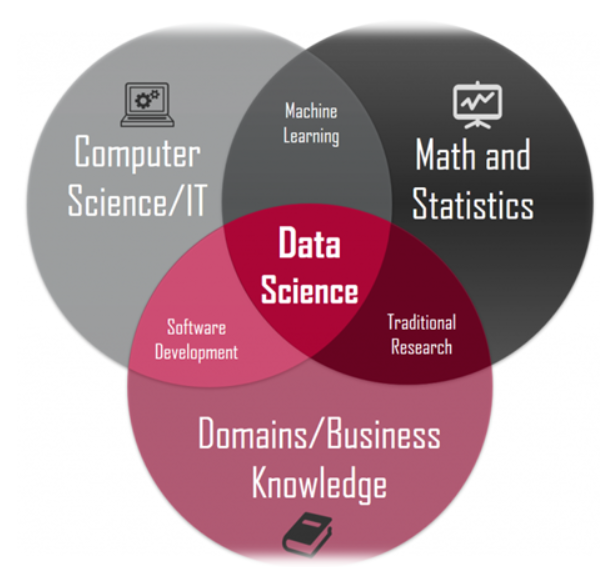 Machine
Learning
Computer
Science/IT
Math and
Statistics
Data
Science
Software
Development
Traditional
Research
Domains/Business
Knowledge